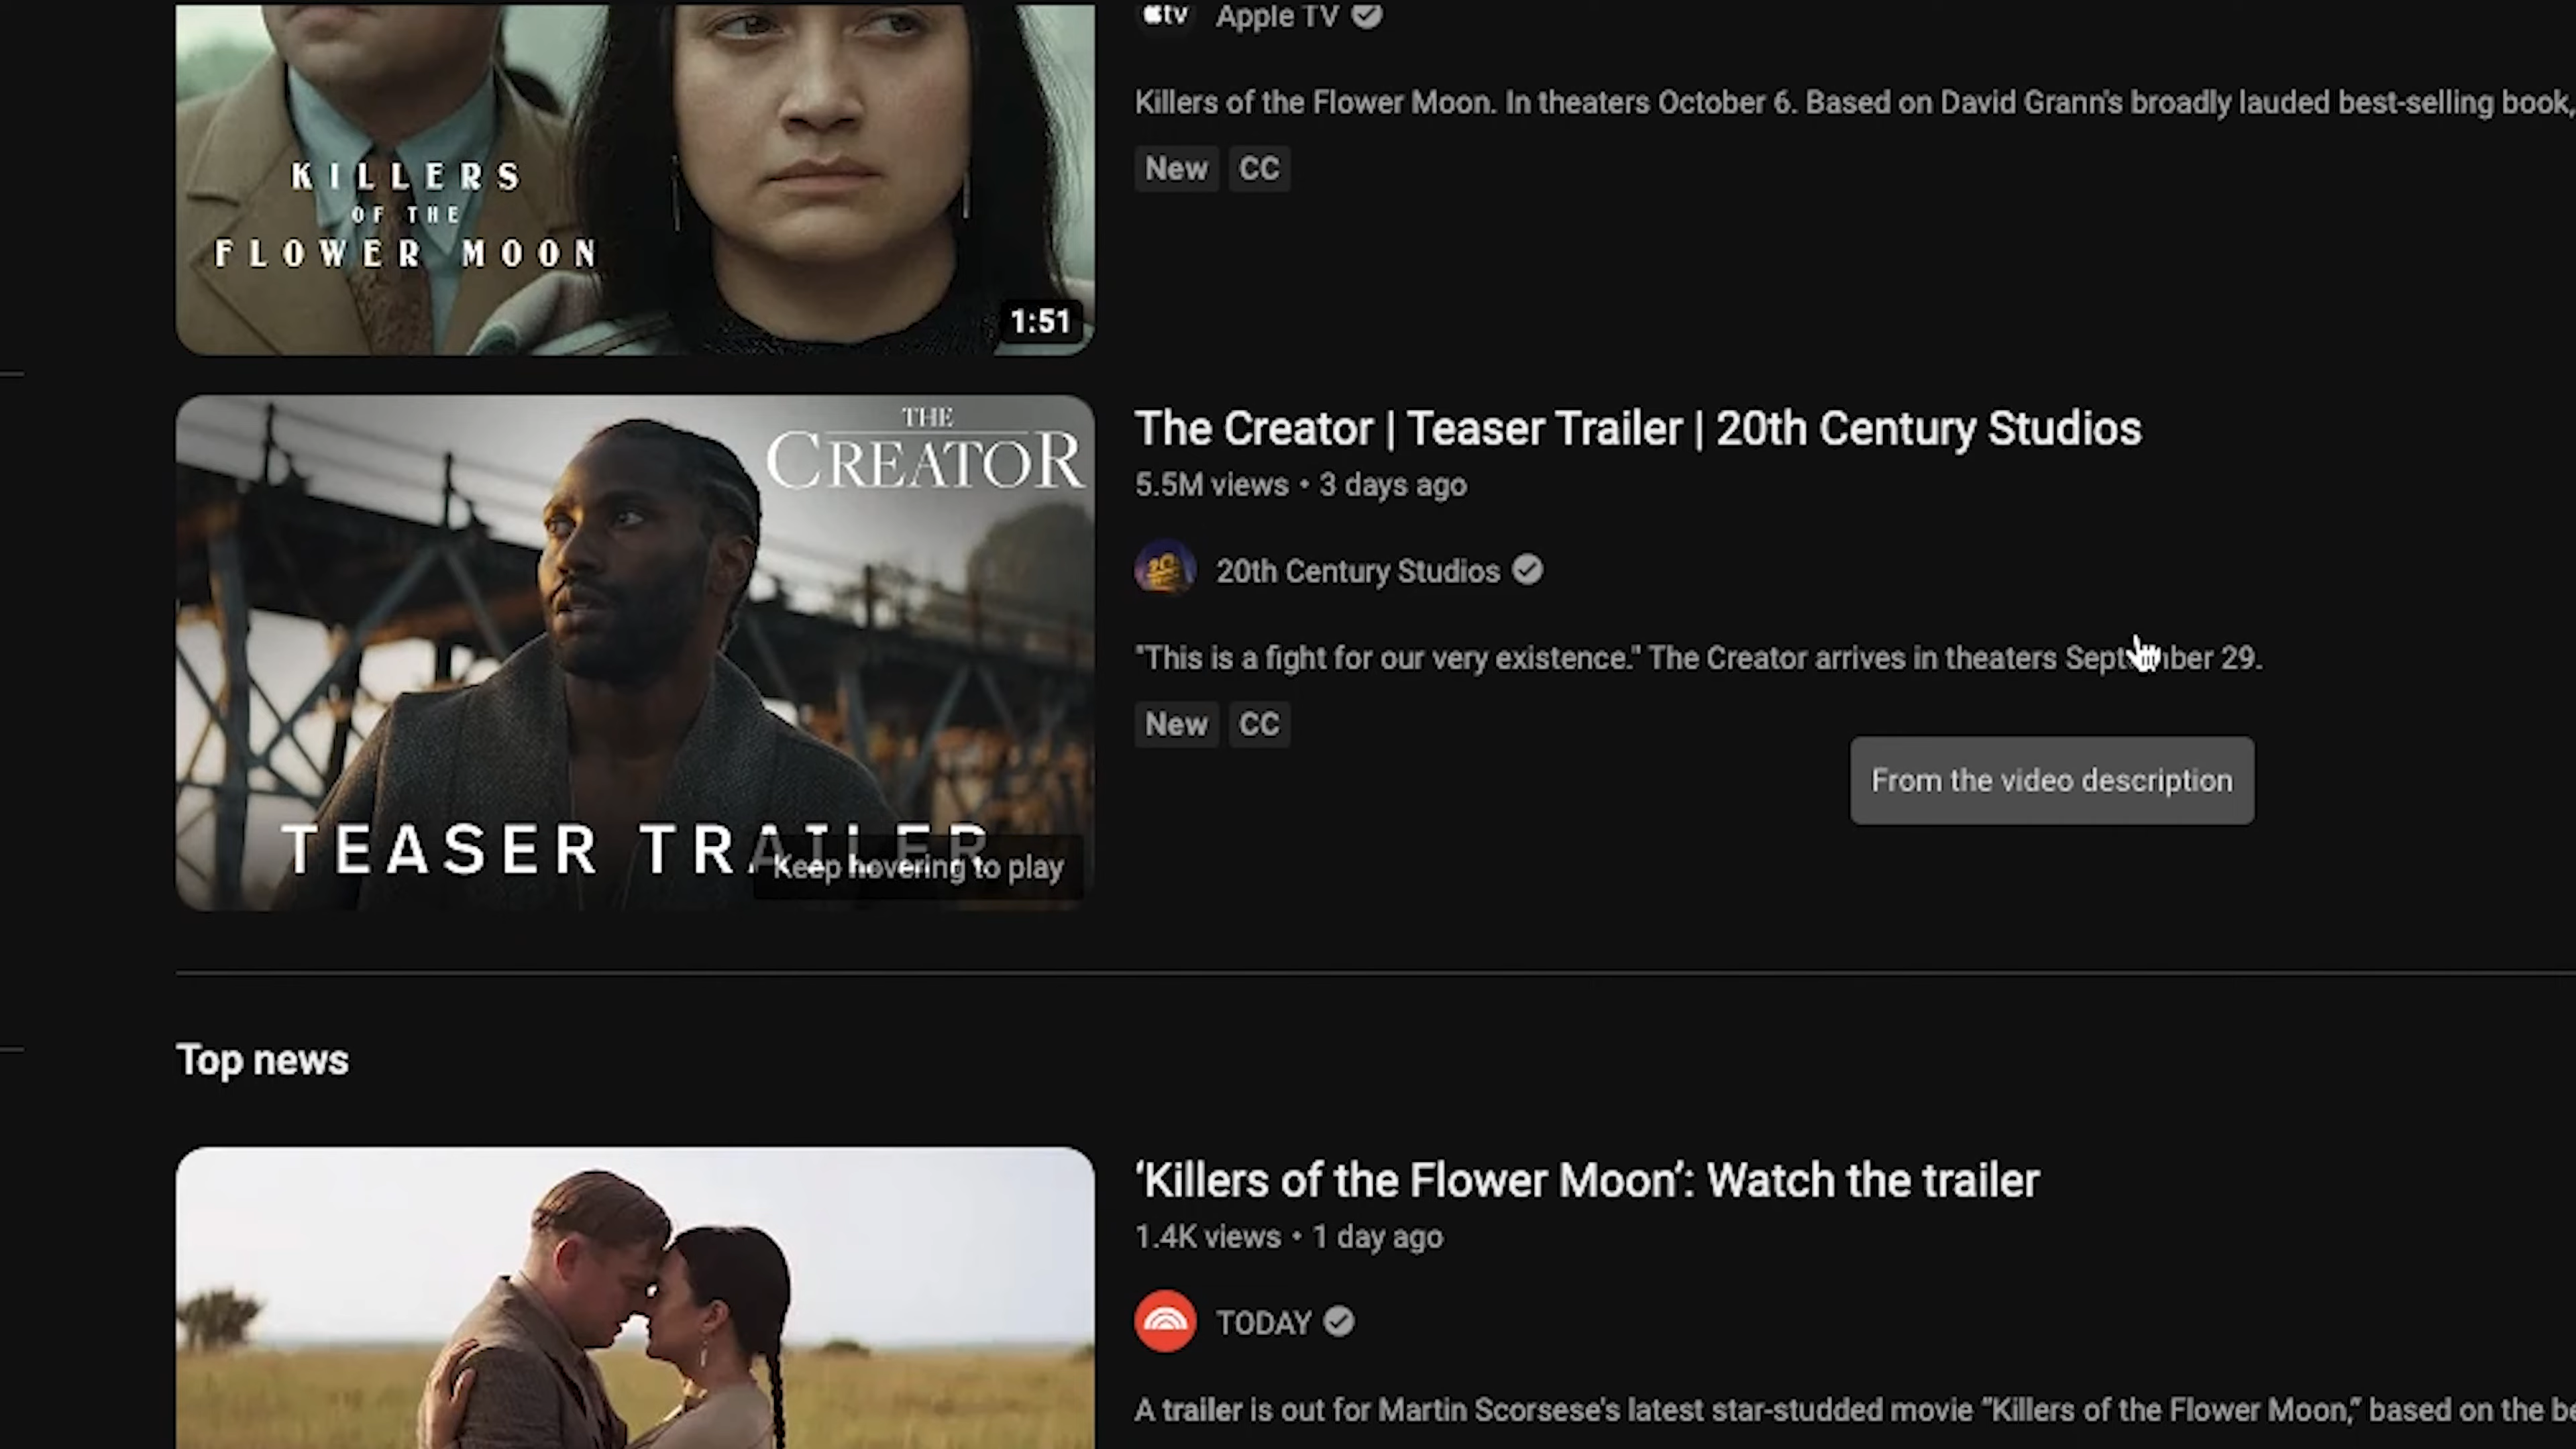 tv Apple TV
Killers of the Flower Moon. In theaters October 6. Based on David Grann's broadly lauded best-selling book,
New CC
KILLERS
OF THE
FLOWER MOON
1:51
THE
CREATOR
TEASER TRAILER
Keep hovering to play
The Creator | Teaser Trailer | 20th Century Studios
5.5M views • 3 days ago
20th Century Studios
"This is a fight for our very existence." The Creator arrives in theaters September 29.
New CC
From the video description
Top news
‘Killers of the Flower Moon’: Watch the trailer
1.4K views • 1 day ago
TODAY
A trailer is out for Martin Scorsese's latest star-studded movie “Killers of the Flower Moon,” based on the be